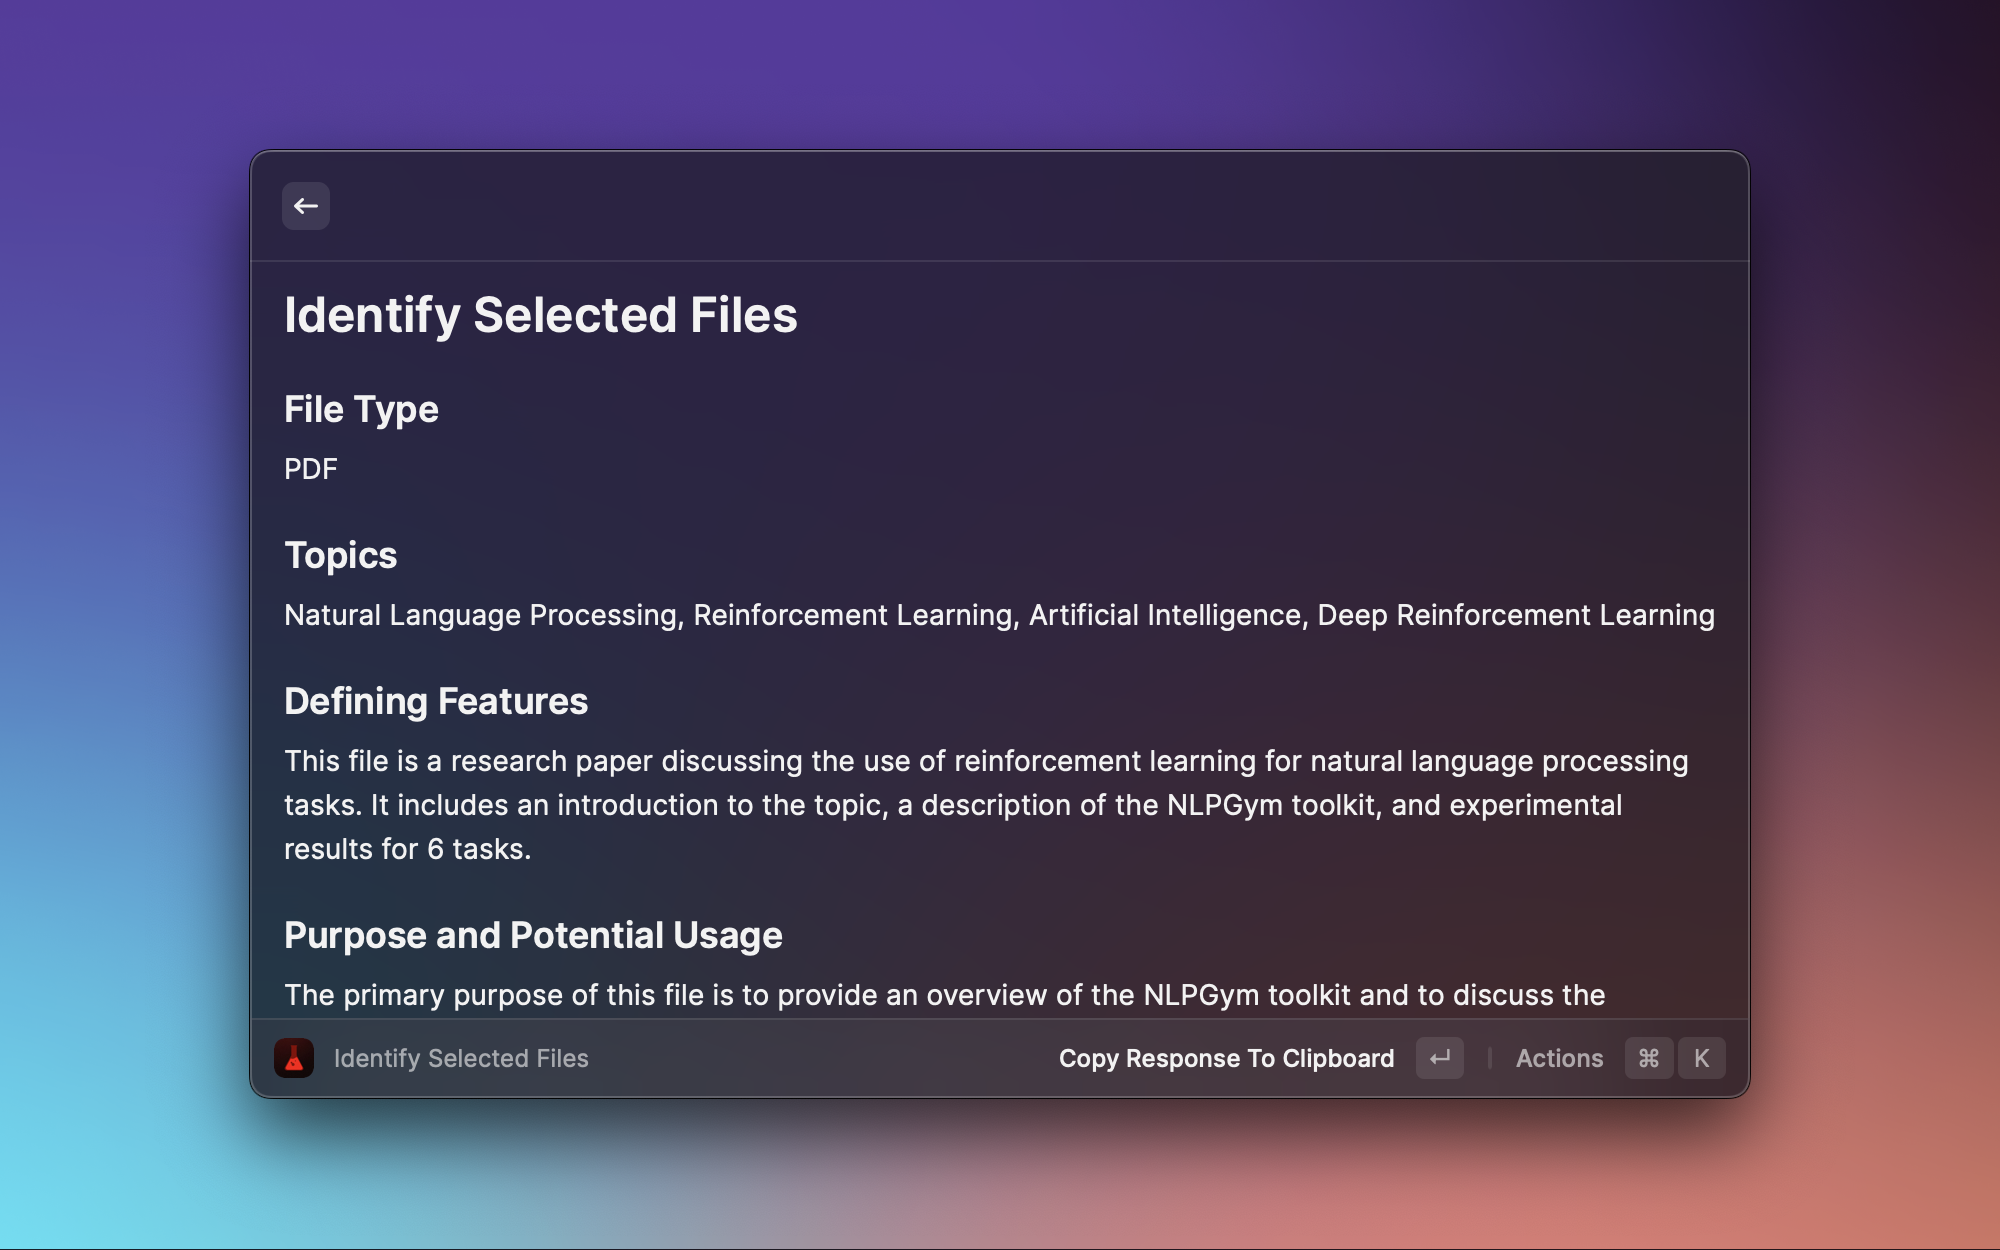 Identify Selected Files
File Type
PDF
Topics
Natural Language Processing, Reinforcement Learning, Artificial Intelligence, Deep Reinforcement Learning
Defining Features
This file is a research paper discussing the use of reinforcement learning for natural language processing
tasks. It includes an introduction to the topic, a description of the NLPGym toolkit, and experimental
results for 6 tasks.
Purpose and Potential Usage
The primary purpose of this file is to provide an overview of the NLPGym toolkit and to discuss the
Identify Selected Files Copy Response To Clipboard ↵ Actions ⌘ K